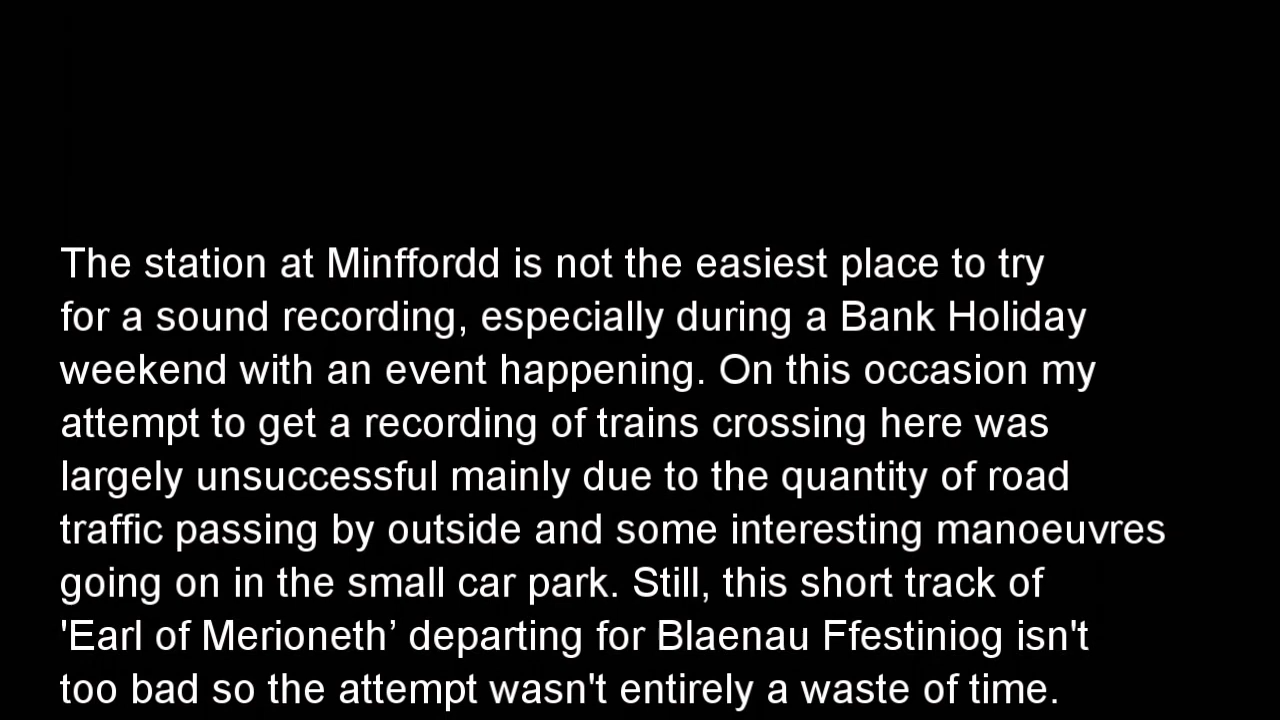 The station at Minffordd is not the easiest place to try
for a sound recording, especially during a Bank Holiday
weekend with an event happening. On this occasion my
attempt to get a recording of trains crossing here was
largely unsuccessful mainly due to the quantity of road
traffic passing by outside and some interesting manoeuvres
going on in the small car park. Still, this short track of
'Earl of Merioneth’ departing for Blaenau Ffestiniog isn't
too bad so the attempt wasn't entirely a waste of time.